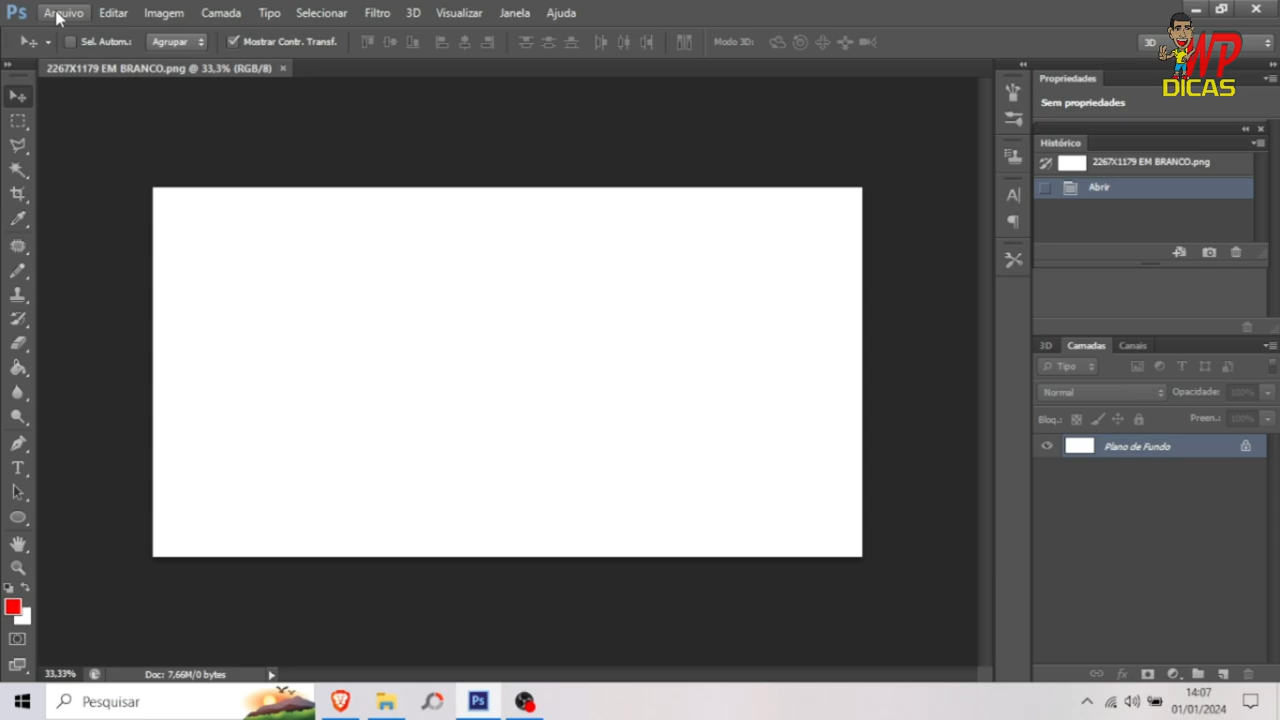 Ps Arquivo Editar Imagem Camada Tipo Selecionar Filtro 3D Visualizar Janela Ajuda
Sel. Autom.: Agrupar Mostrar Contr. Transf. Modo 3D: 3D
WP
DICAS
2267X1179 EM BRANCO.png @ 33,3% (RGB/8) ×
Propriedades
Sem propriedades
Histórico
2267X1179 EM BRANCO.png
Abrir
3D Camadas Canais
Tipo
Normal Opacidade: 100%
Bloq.: Preen.: 100%
Plano de Fundo
33,33% Doc: 7,66M/0 bytes
Pesquisar
Ps
14:07
01/01/2024